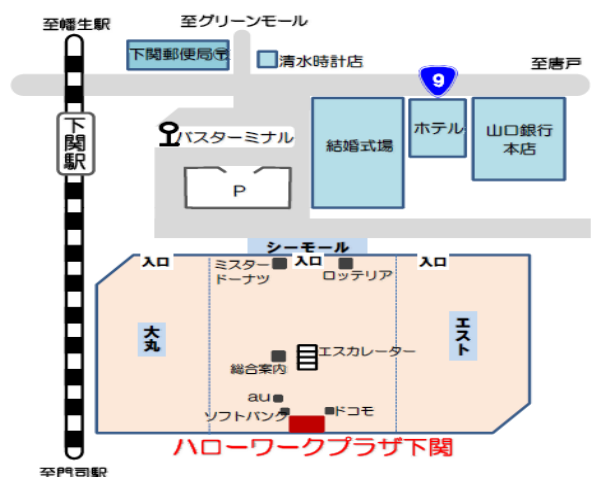 至幡生駅
至グリーンモール
下関郵便局〒
清水時計店
至唐戸
9
下関駅
バスターミナル
結婚式場
ホテル
山口銀行
本店
P
シーモール
入口
ミスター
ドーナツ
入口
ロッテリア
入口
大丸
エスト
エスカレーター
総合案内
au
ソフトバンク
ドコモ
ハローワークプラザ下関
至門司駅